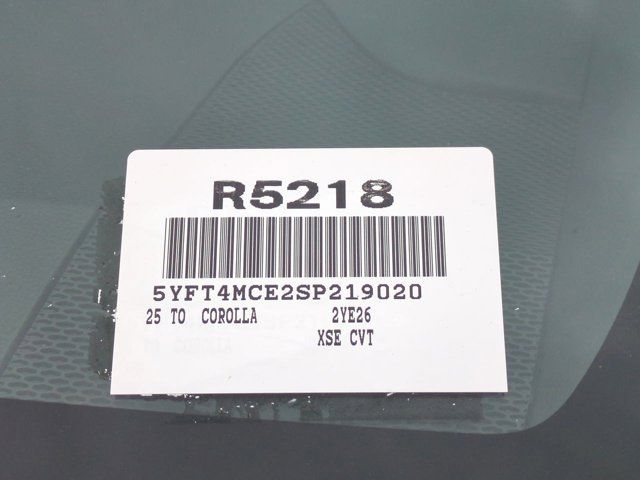 R5218
5YFT4MCE2SP219020
25 TO COROLLA 2YE26
XSE CVT